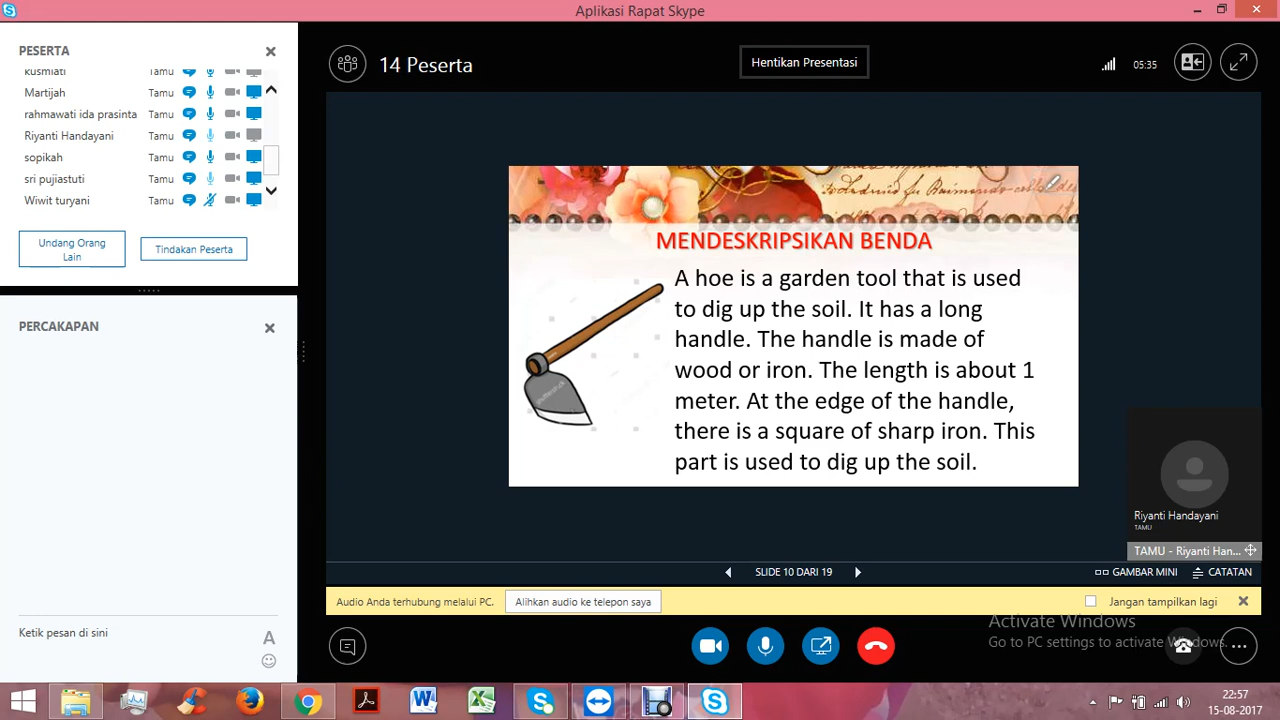 Aplikasi Rapat Skype
PESERTA
kusmiati Tamu
Martijah Tamu
rahmawati ida prasinta Tamu
Riyanti Handayani Tamu
sopikah Tamu
sri pujiastuti Tamu
Wiwit turyani Tamu
Undang Orang
Lain
Tindakan Peserta
PERCAKAPAN
Ketik pesan di sini
A
14 Peserta
Hentikan Presentasi
05:35
MENDESKRIPSIKAN BENDA
A hoe is a garden tool that is used
to dig up the soil. It has a long
handle. The handle is made of
wood or iron. The length is about 1
meter. At the edge of the handle,
there is a square of sharp iron. This
part is used to dig up the soil.
Riyanti Handayani
TAMU
TAMU - Riyanti Han...
SLIDE 10 DARI 19
GAMBAR MINI
CATATAN
Audio Anda terhubung melalui PC.
Alihkan audio ke telepon saya
Jangan tampilkan lagi
Activate Windows
Go to PC settings to activate Windows.
22:57
15-08-2017